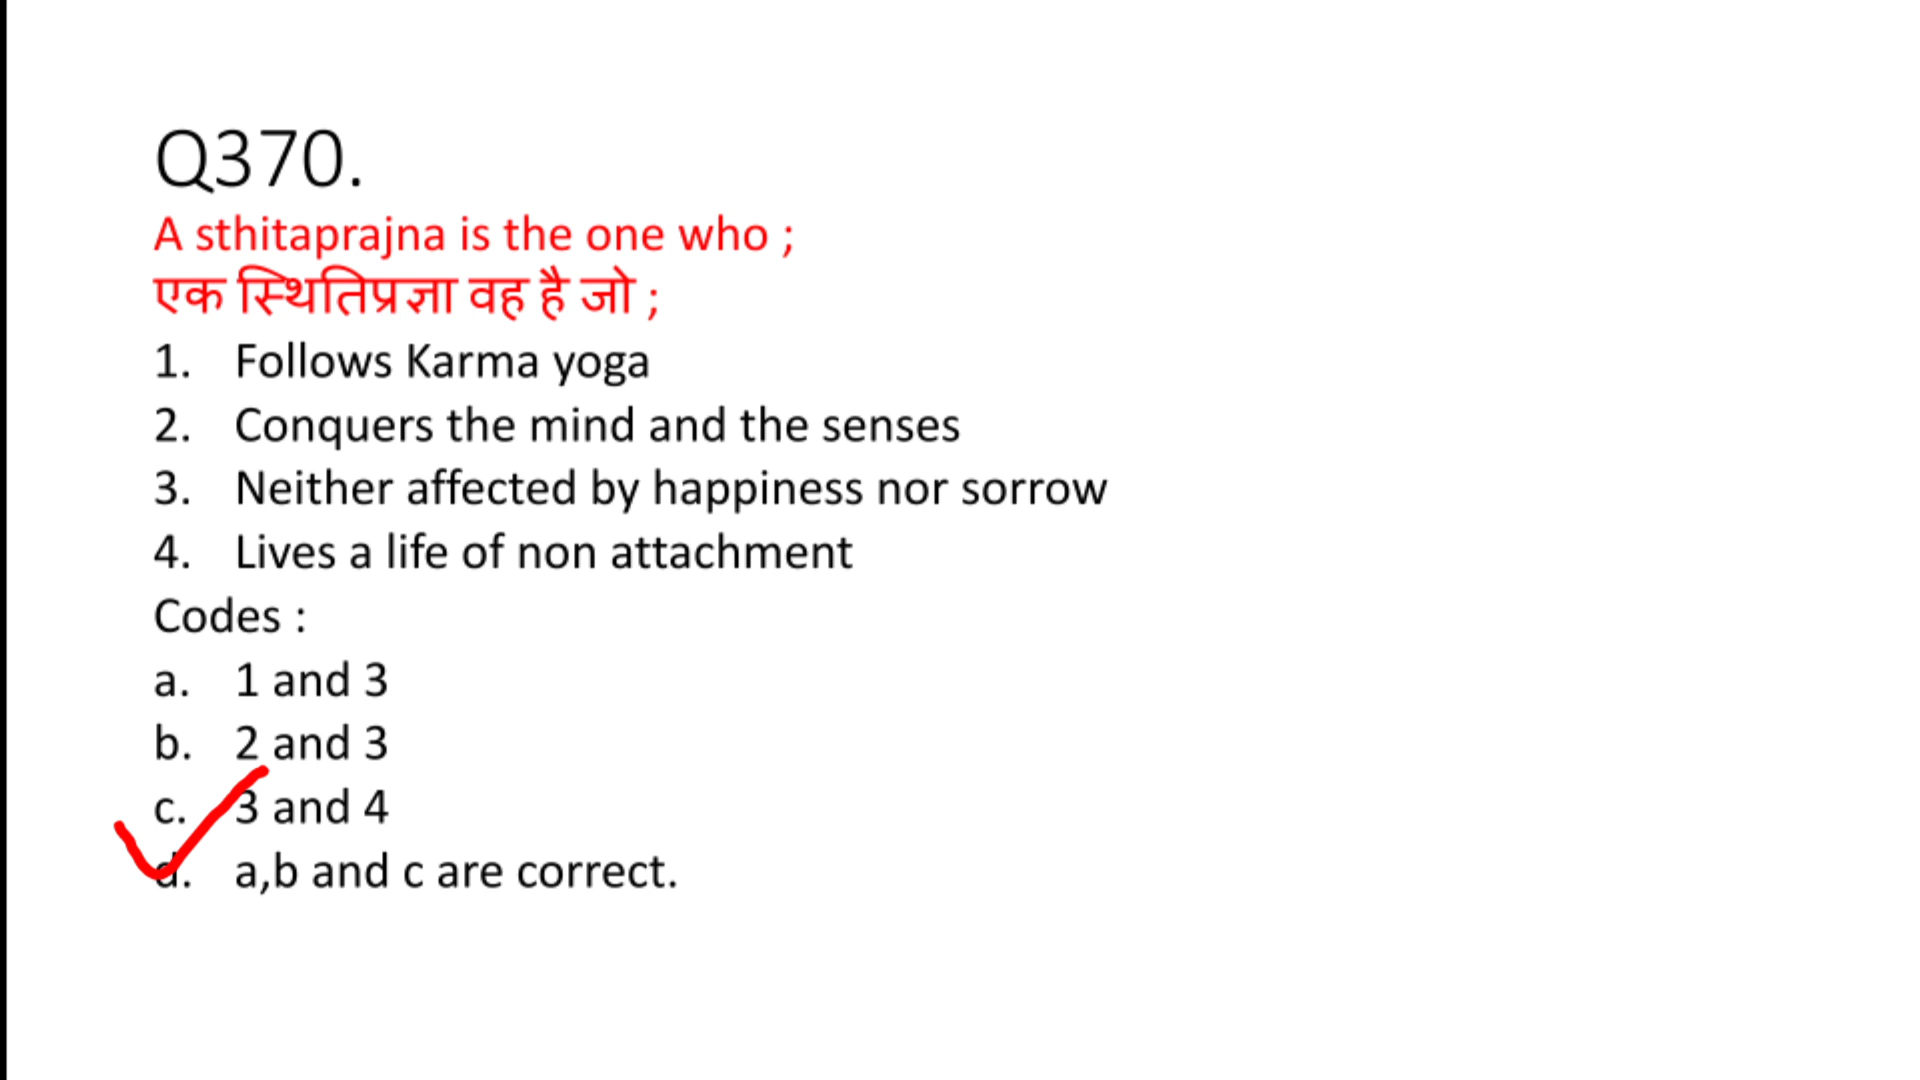 Q370.
A sthitaprajna is the one who ;
एक स्थितिप्रज्ञा वह है जो ;
1. Follows Karma yoga
2. Conquers the mind and the senses
3. Neither affected by happiness nor sorrow
4. Lives a life of non attachment
Codes :
a. 1 and 3
b. 2 and 3
c. 3 and 4
d. a,b and c are correct.